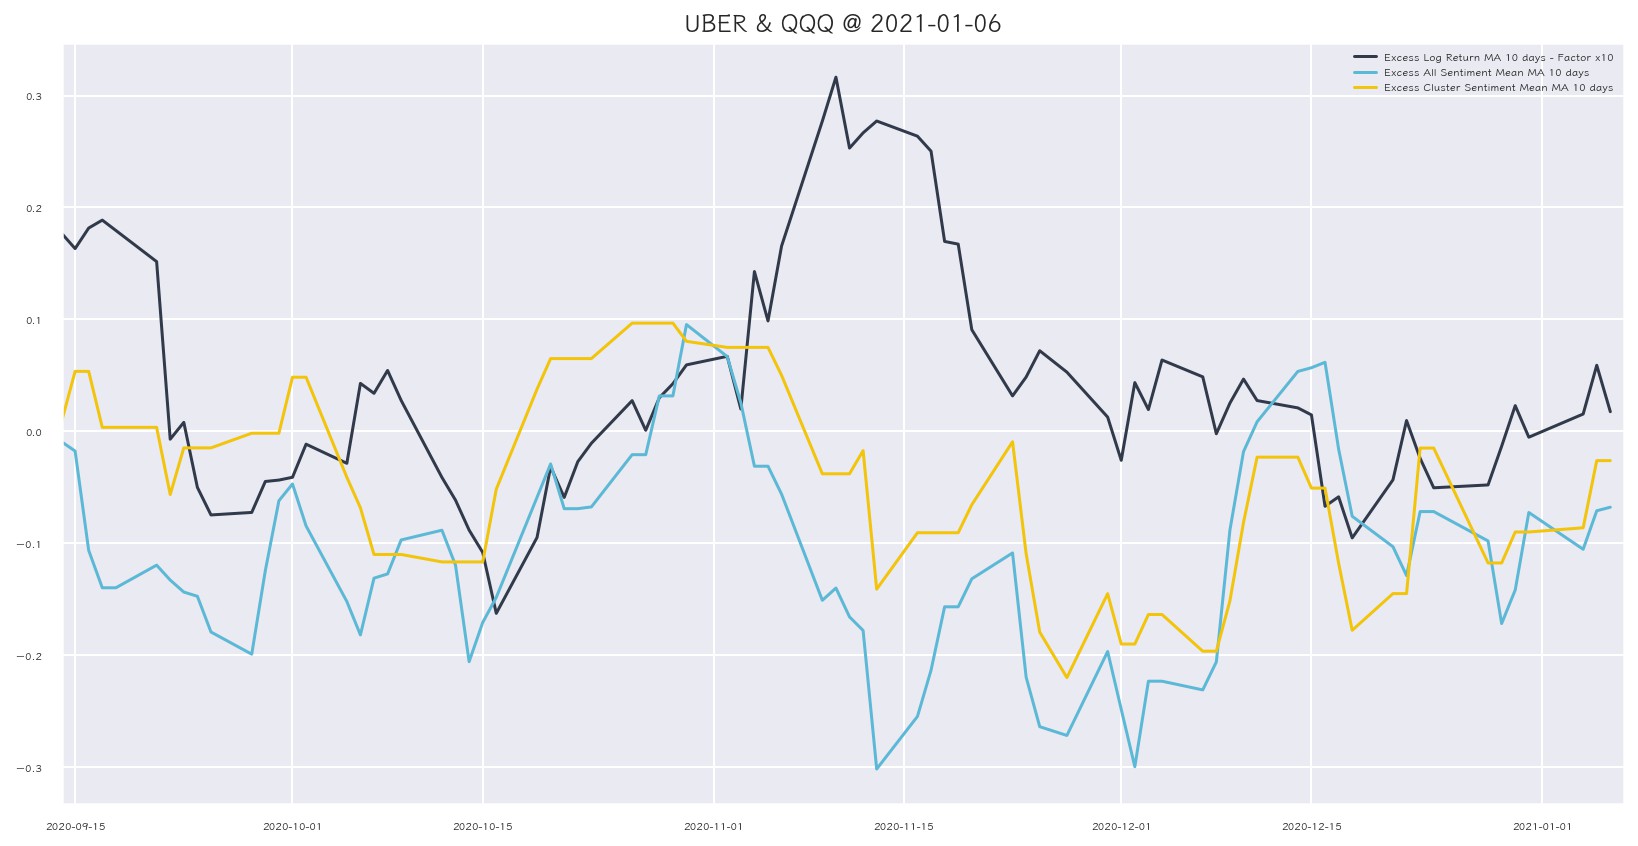 UBER & QQQ @ 2021-01-06
Excess Log Return MA 10 days - Factor x10
Excess All Sentiment Mean MA 10 days
Excess Cluster Sentiment Mean MA 10 days
0.3
0.2
0.1
0.0
−0.1
−0.2
−0.3
2020-09-15 2020-10-01 2020-10-15 2020-11-01 2020-11-15 2020-12-01 2020-12-15 2021-01-01